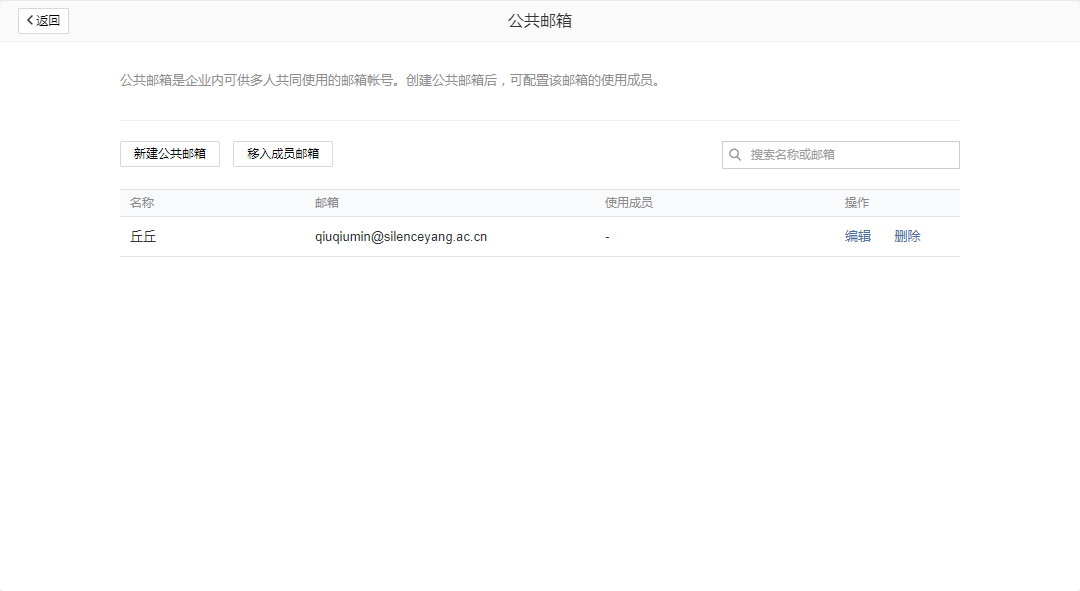 返回
公共邮箱
公共邮箱是企业内可供多人共同使用的邮箱帐号。创建公共邮箱后，可配置该邮箱的使用成员。
新建公共邮箱 移入成员邮箱 搜索名称或邮箱
名称 邮箱 使用成员 操作
丘丘 qiuqiumin@silenceyang.ac.cn - 编辑 删除